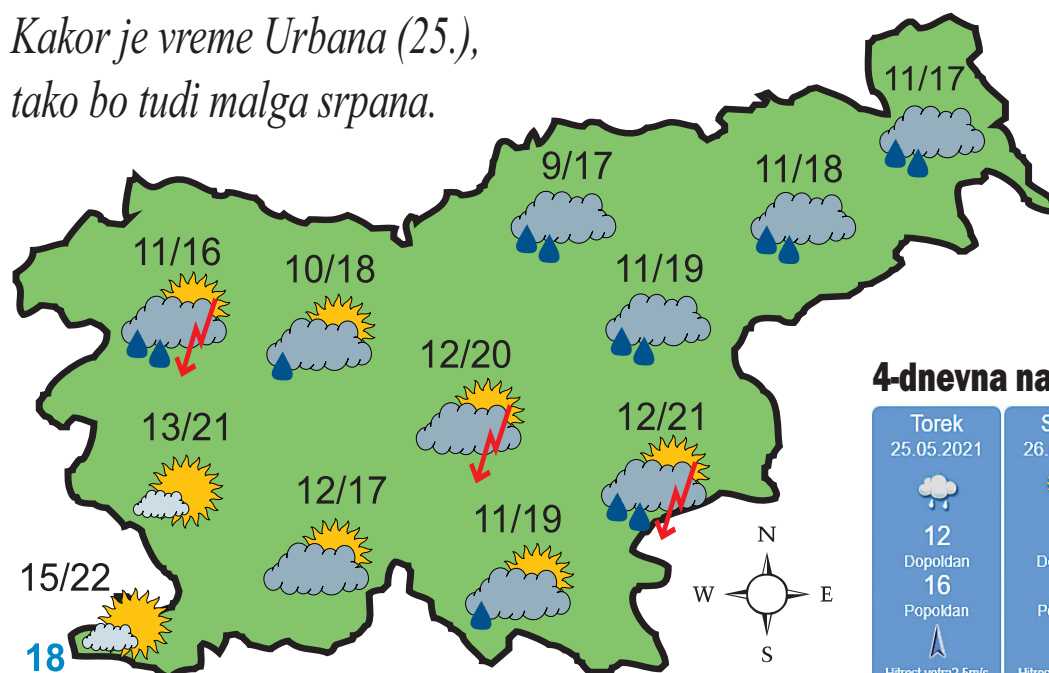 Kakor je vreme Urbana (25.),
tako bo tudi malga srpana.
11/17
9/17
11/18
11/16
10/18
11/19
12/20
13/21
12/21
12/17
11/19
15/22
18
N
W E
S
4-dnevna na
Torek
25.05.2021
12
Dopoldan
16
Popoldan
S
26.